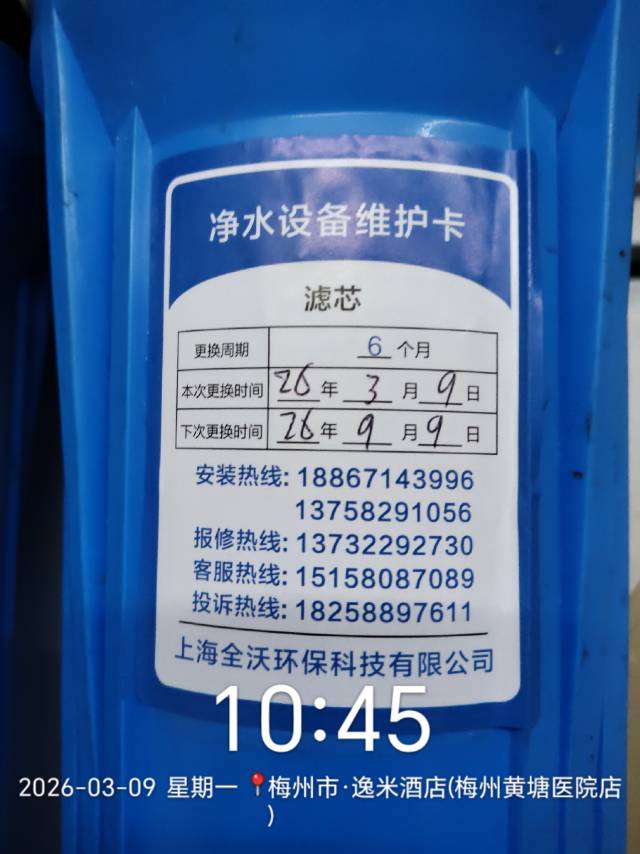 净水设备维护卡
滤芯
更换周期 6 个月
本次更换时间 26年 3月 9日
下次更换时间 26年 9月 9日
安装热线: 18867143996
13758291056
报修热线: 13732292730
客服热线: 15158087089
投诉热线: 18258897611
上海全沃环保科技有限公司
10:45
2026-03-09 星期一 📍梅州市·逸米酒店(梅州黄塘医院店
)